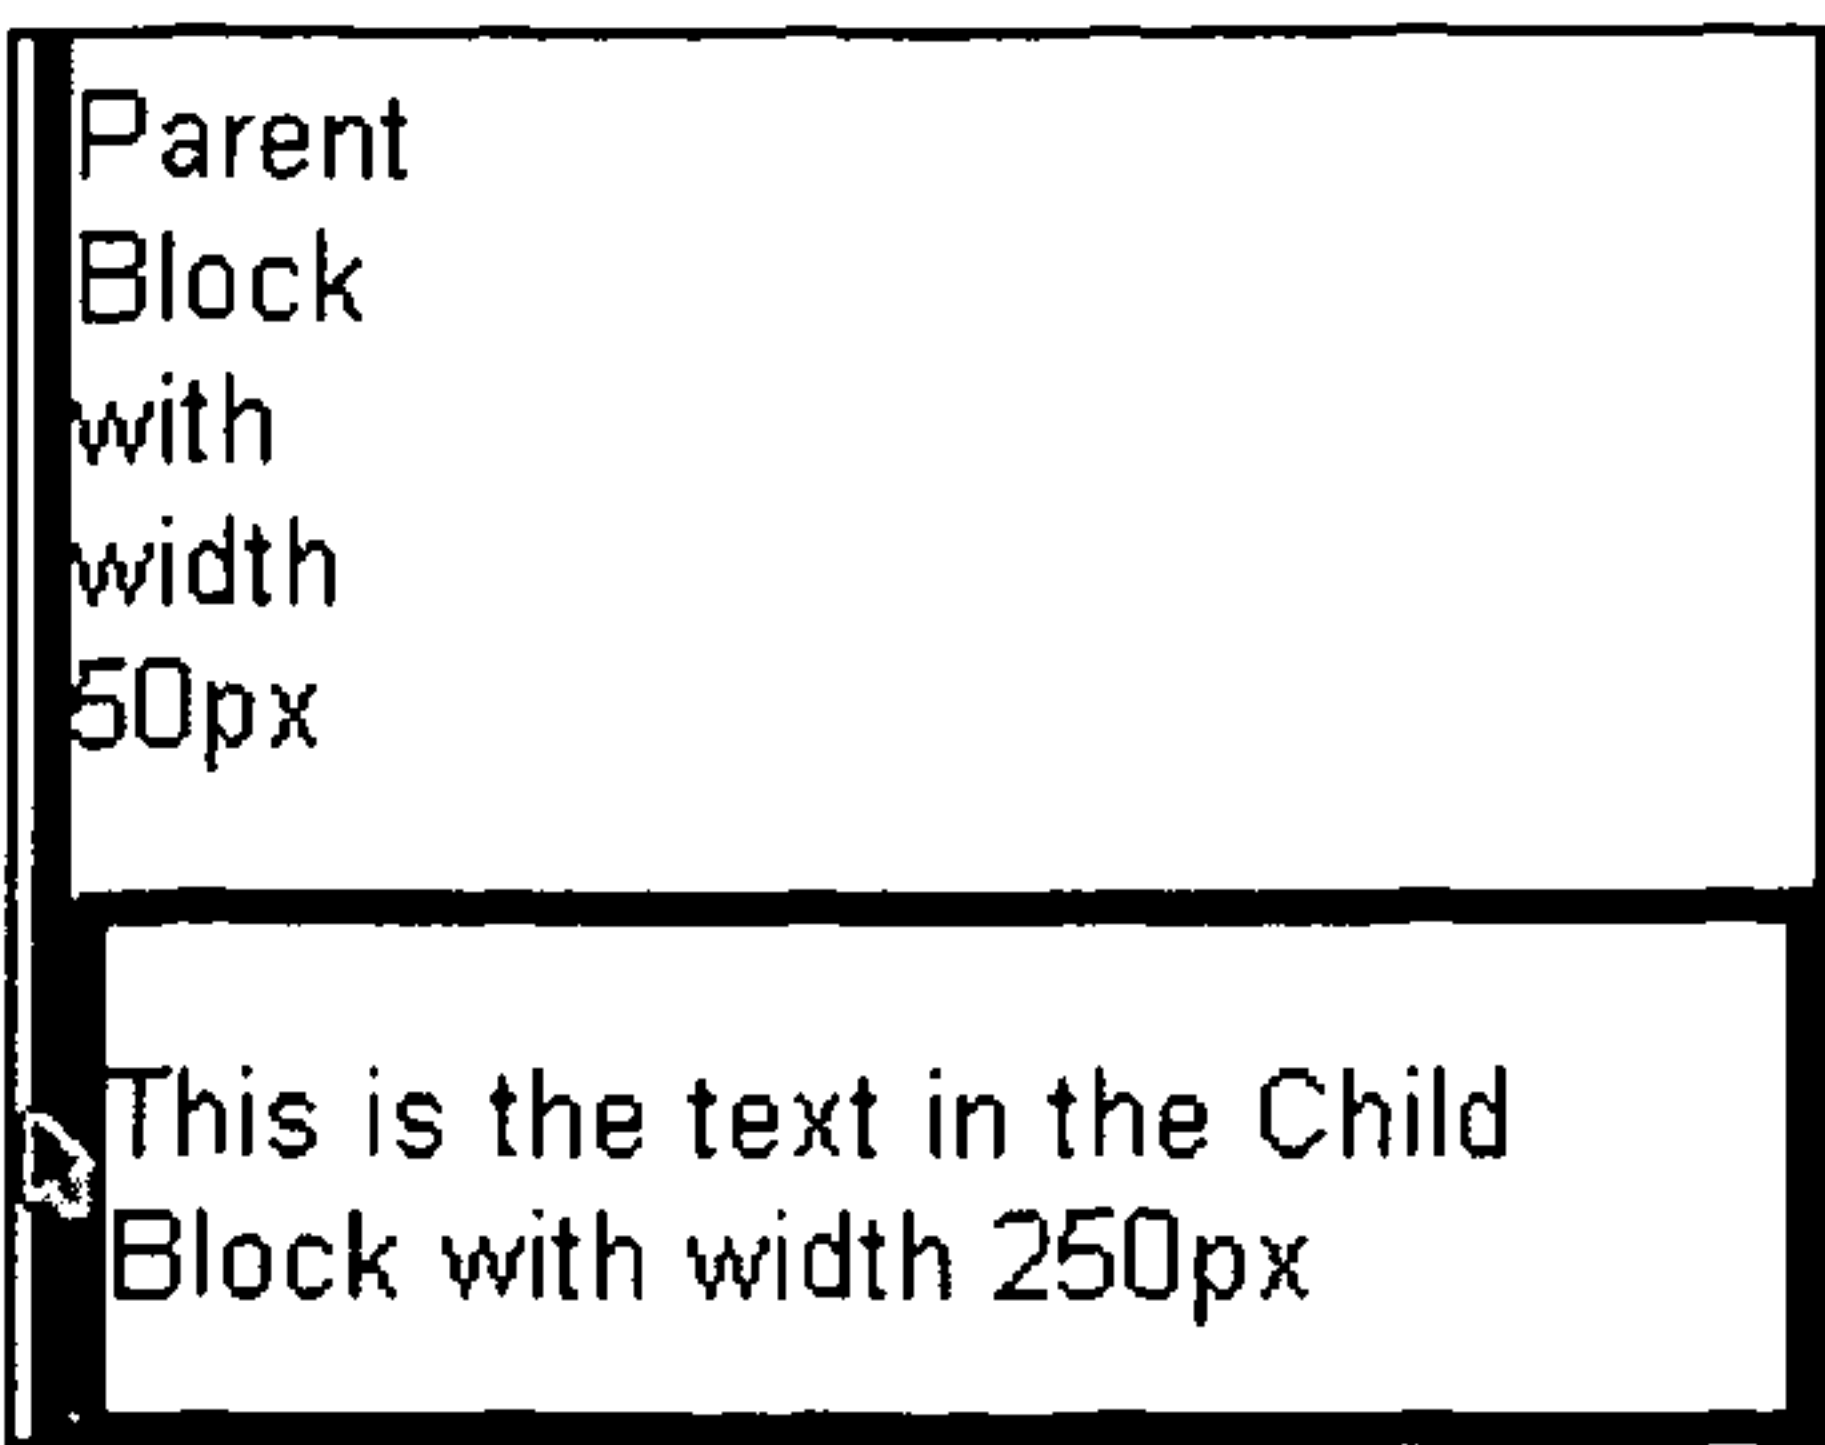 Parent
Block
with
width
50px
This is the text in the Child
Block with width 250px